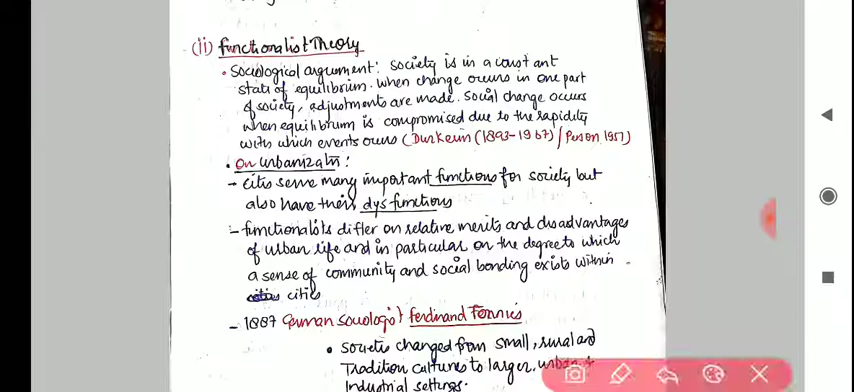 (ii) Functionalist Theory
• Sociological argument: society is in a constant
state of equilibrium. When change occurs in one part
of society, adjustments are made. Social change occurs
when equilibrium is compromised due to the rapidity
with which events occurs (Durkeim (1893-1967)/Person 1957)
• On urbanizatn:
→ cities serve many important functions for society but
also have their dysfunctions
- functionalists differ on relative merits and disadvantages
of urban life and in particular on the degree to which
a sense of community and social bonding exists within
cities cities
- 1887 German sociologist Ferdinand Tonnies
• Societies changed from small, rural and
Tradition cultures to larger, urban +
Industrial settings.